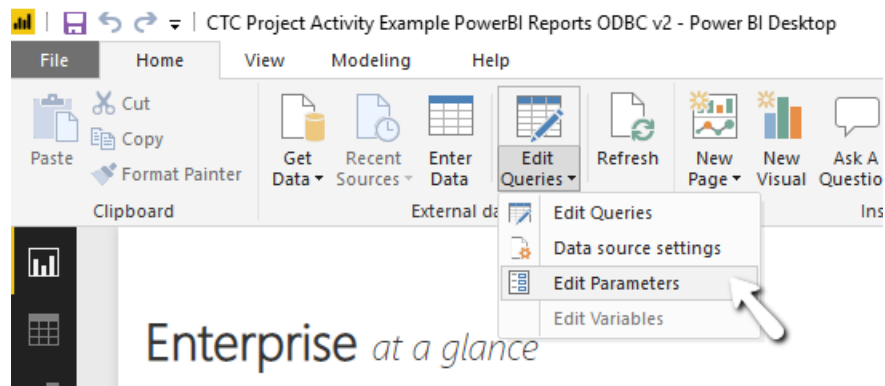 CTC Project Activity Example PowerBI Reports ODBC v2 - Power BI Desktop
File Home View Modeling Help
Cut
Copy
Format Painter
Paste
Get Data
Recent Sources
Enter Data
Edit Queries
Refresh
New Page
New Visual
Ask A
Questio
Clipboard
External da
Ins
Edit Queries
Data source settings
Edit Parameters
Edit Variables
Enterprise at a glance